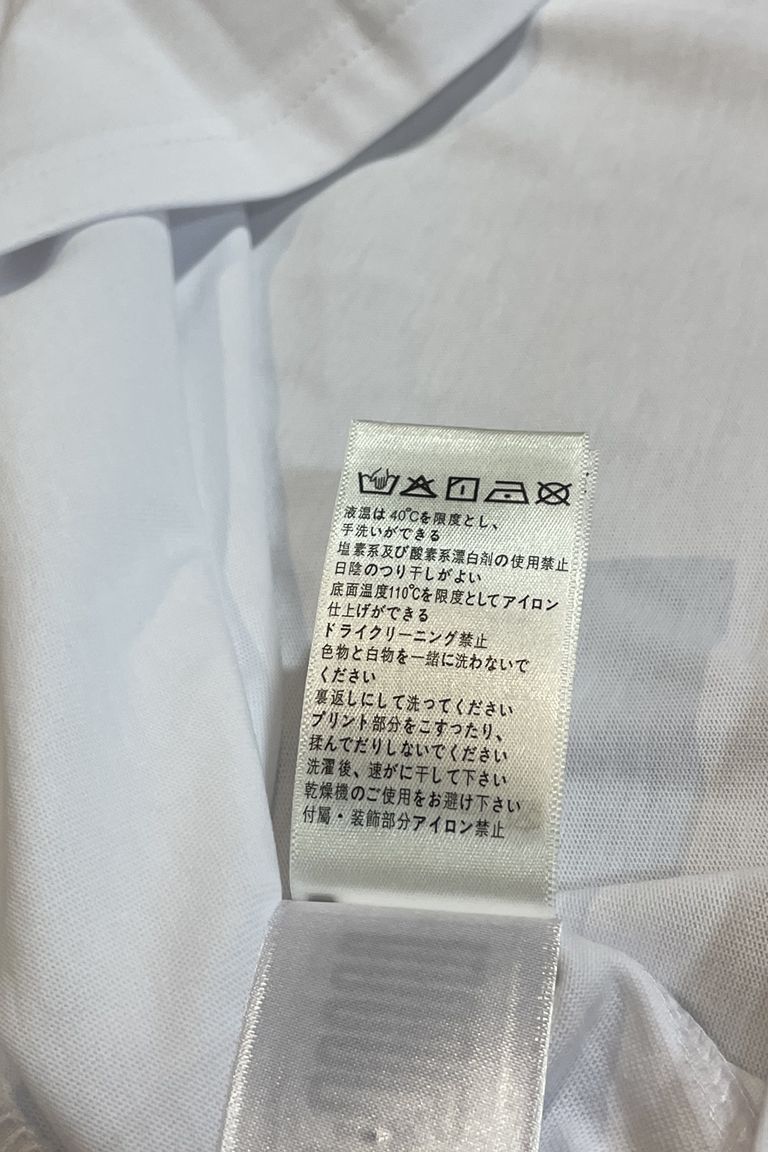 液温は40℃を限度とし、
手洗いができる
塩素系及び酸素系漂白剤の使用禁止
日陰のつり干しがよい
底面温度110℃を限度としてアイロン
仕上げができる
ドライクリーニング禁止
色物と白物を一緒に洗わないで
ください
裏返しにして洗ってください
プリント部分をこすったり、
揉んでだりしないでください
洗濯後、速がに干して下さい
乾燥機のご使用をお避け下さい
付屬・装飾部分アイロン禁止